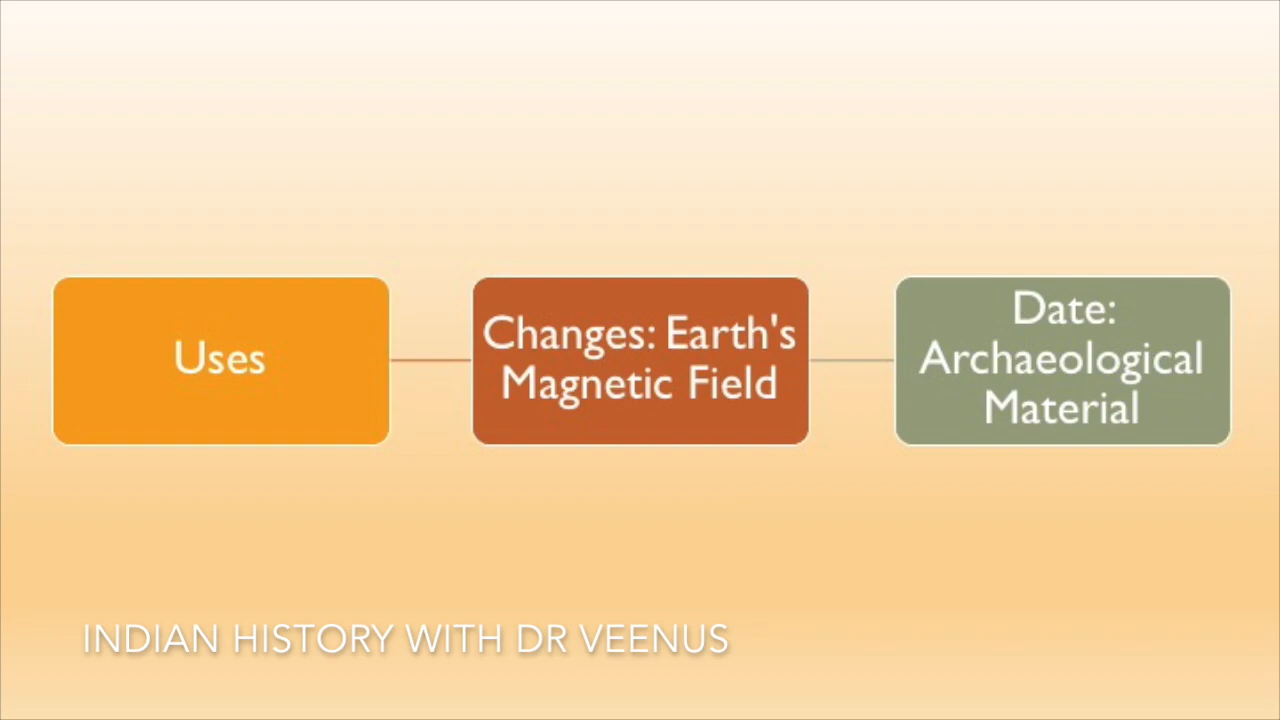 Uses
Changes: Earth's
Magnetic Field
Date:
Archaeological
Material
INDIAN HISTORY WITH DR VEENUS